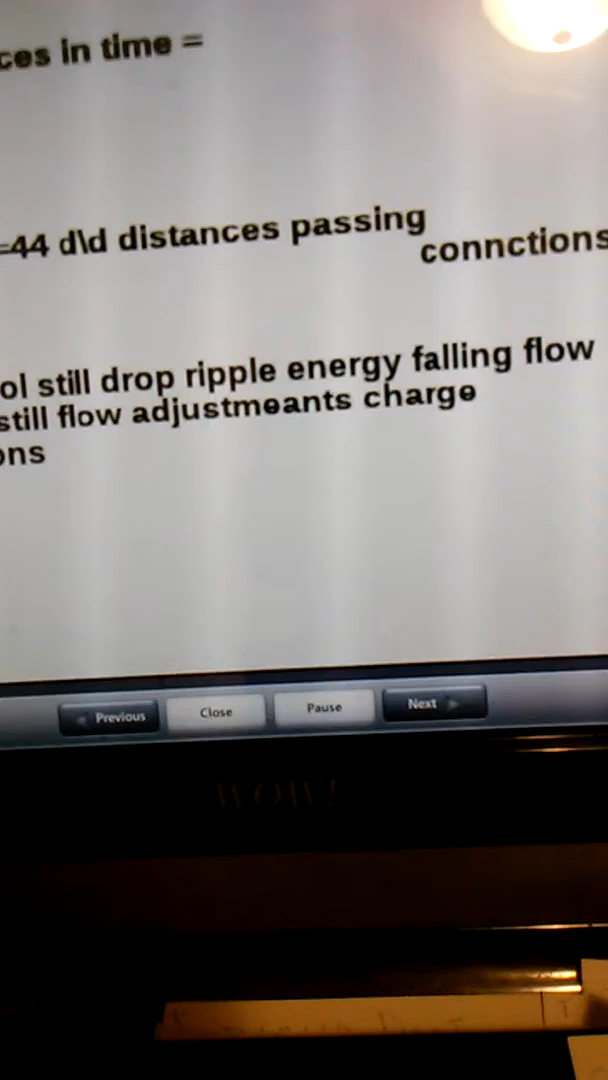 ces in time =
=44 d\d distances passing
connctions
ol still drop ripple energy falling flow
still flow adjustmeants charge
ons
Previous
Close
Pause
Next
WOW!